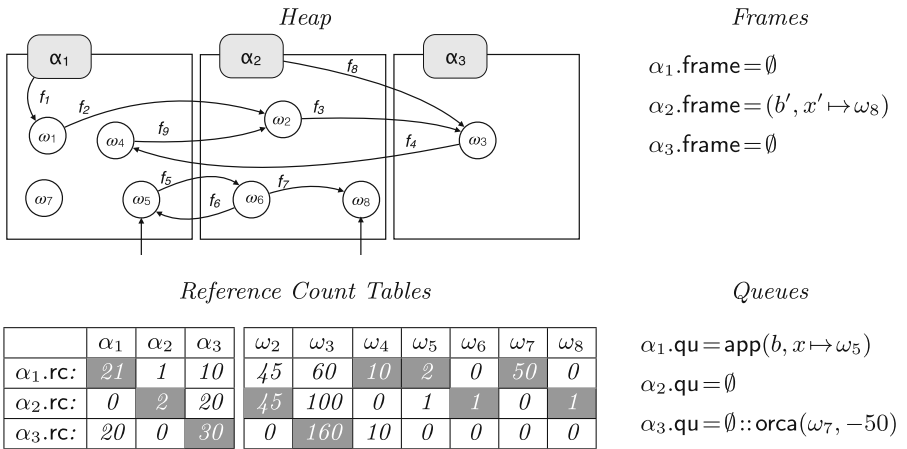 Heap
Frames
α₁ α₂ α₃
f₈
α₁.frame=∅
f₁ f₂
α₂.frame=(b′, x′ ↦ ω₈)
f₃
ω₁ ω₄ f₉ ω₂ f₄ ω₃
α₃.frame=∅
f₅ f₇
ω₇ ω₅ f₆ ω₆ ω₈
Reference Count Tables
Queues
α₁ α₂ α₃ ω₂ ω₃ ω₄ ω₅ ω₆ ω₇ ω₈
α₁.rc: 21 1 10 45 60 10 2 0 50 0
α₂.rc: 0 2 20 45 100 0 1 1 0 1
α₃.rc: 20 0 30 0 160 10 0 0 0 0
α₁.qu=app(b, x ↦ ω₅)
α₂.qu=∅
α₃.qu=∅::orca(ω₇, −50)